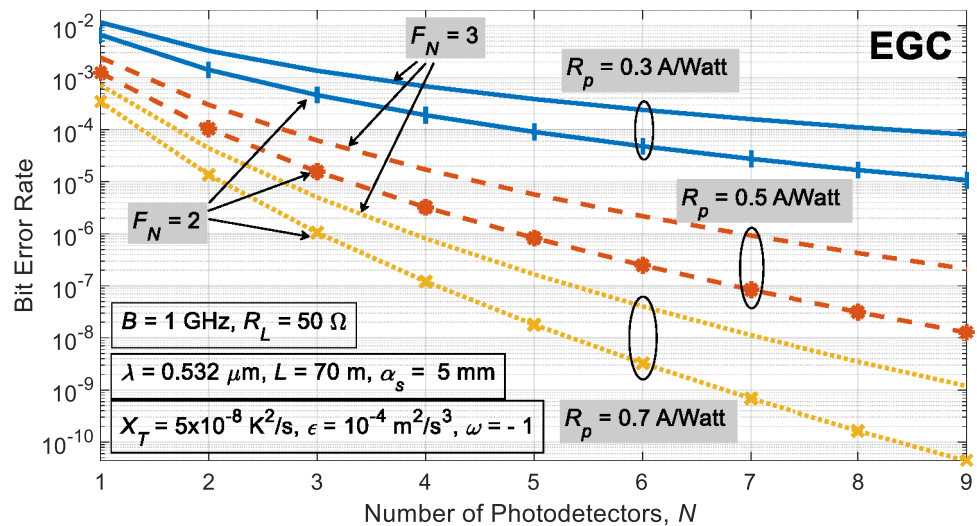 EGC
F_N = 3
R_p = 0.3 A/Watt
R_p = 0.5 A/Watt
F_N = 2
B = 1 GHz, R_L = 50 Ω
λ = 0.532 μm, L = 70 m, α_s = 5 mm
X_T = 5x10^-8 K^2/s, ϵ = 10^-4 m^2/s^3, ω = - 1
R_p = 0.7 A/Watt
Bit Error Rate
10^-2
10^-3
10^-4
10^-5
10^-6
10^-7
10^-8
10^-9
10^-10
1 2 3 4 5 6 7 8 9
Number of Photodetectors, N